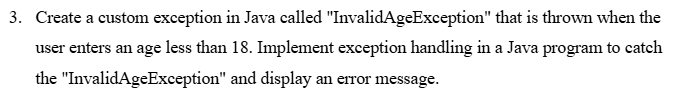 3. Create a custom exception in Java called "InvalidAgeException" that is thrown when the
user enters an age less than 18. Implement exception handling in a Java program to catch
the "InvalidAgeException" and display an error message.